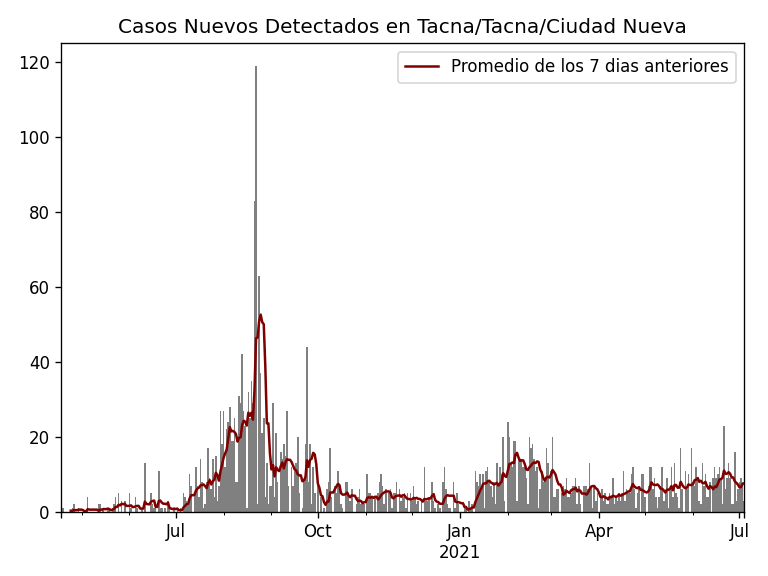 Casos Nuevos Detectados en Tacna/Tacna/Ciudad Nueva
Promedio de los 7 dias anteriores
120
100
80
60
40
20
0
Jul Oct Jan Apr Jul
2021